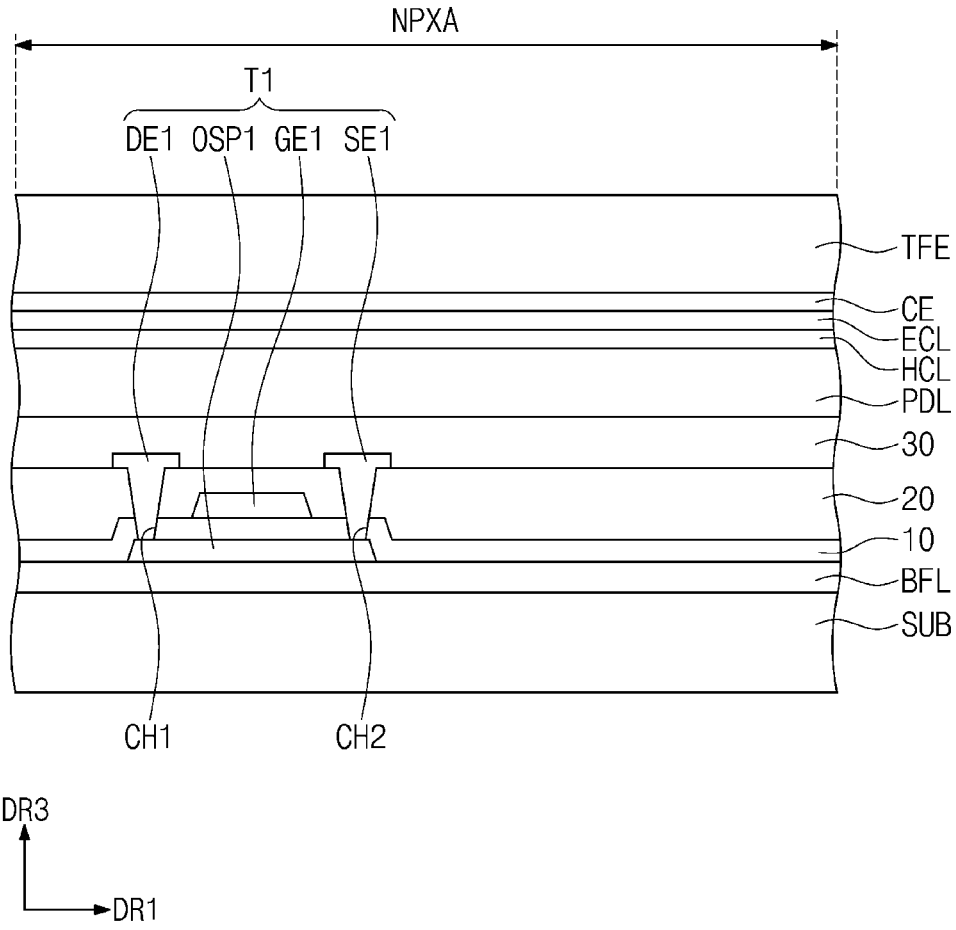 NPXA
T1
DE1 OSP1 GE1 SE1
TFE
CE
ECL
HCL
PDL
30
20
10
BFL
SUB
CH1 CH2
DR3
DR1